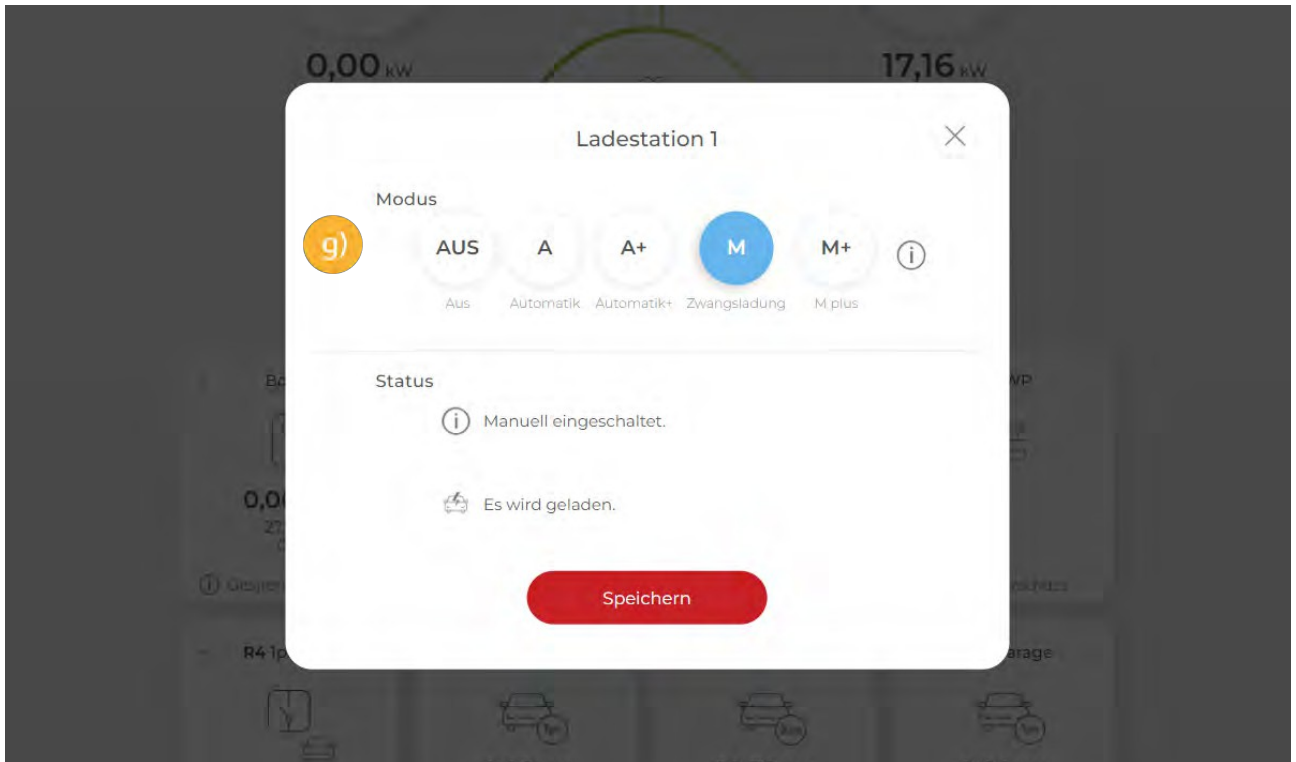 0,00 kW
17,16 kW
Ladestation 1
Modus
g)
AUS A A+ M M+
Aus Automatik Automatik+ Zwangsladung M plus
Status
Manuell eingeschaltet.
Es wird geladen.
Speichern
R4